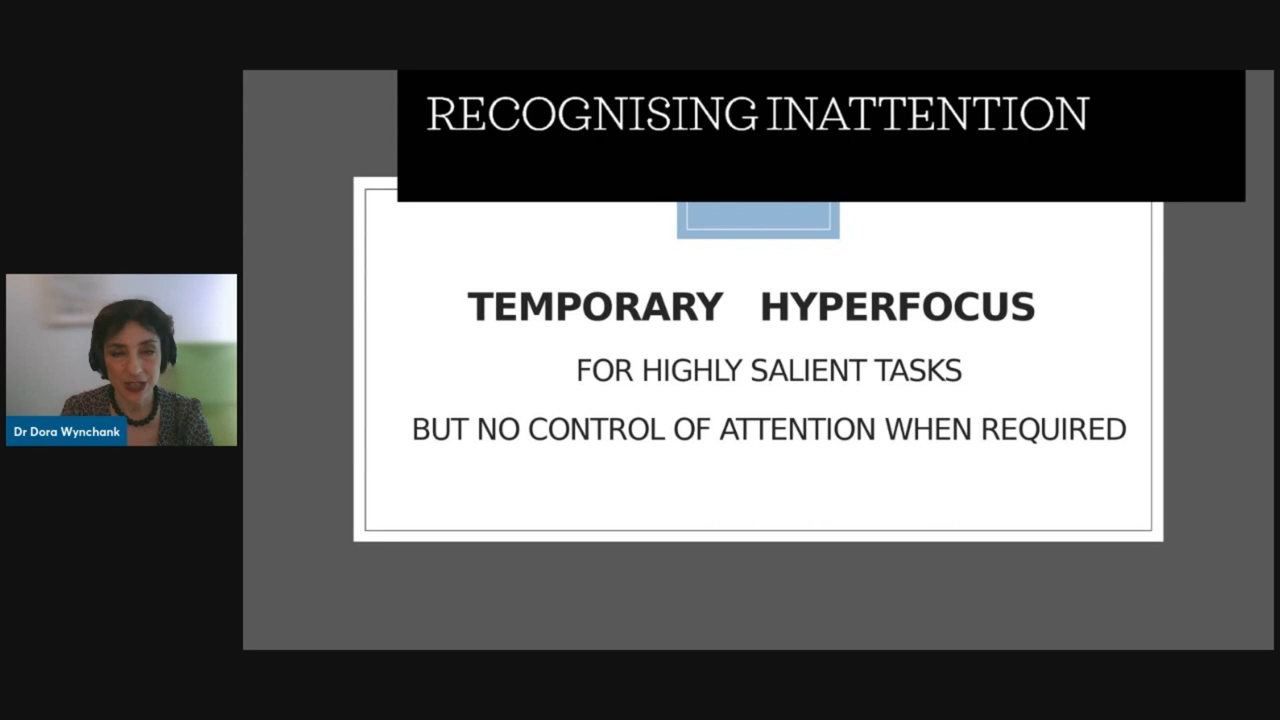 RECOGNISING INATTENTION
TEMPORARY HYPERFOCUS
FOR HIGHLY SALIENT TASKS
BUT NO CONTROL OF ATTENTION WHEN REQUIRED
Dr Dora Wynchank